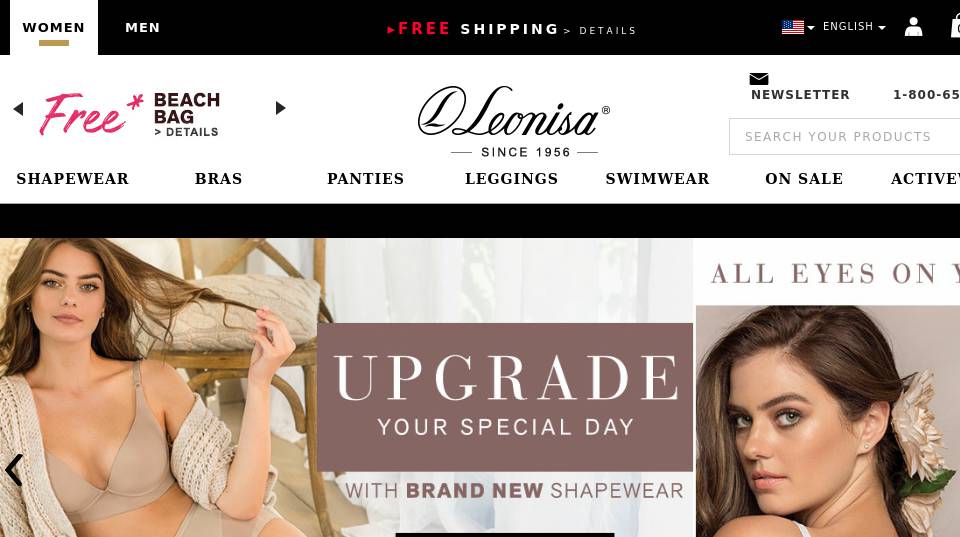 WOMEN
MEN
▸FREE SHIPPING > DETAILS
ENGLISH
Free*
BEACH
BAG
> DETAILS
Leonisa®
SINCE 1956
NEWSLETTER
1-800-65
SEARCH YOUR PRODUCTS
SHAPEWEAR
BRAS
PANTIES
LEGGINGS
SWIMWEAR
ON SALE
ACTIVE
UPGRADE
YOUR SPECIAL DAY
WITH BRAND NEW SHAPEWEAR
ALL EYES ON Y